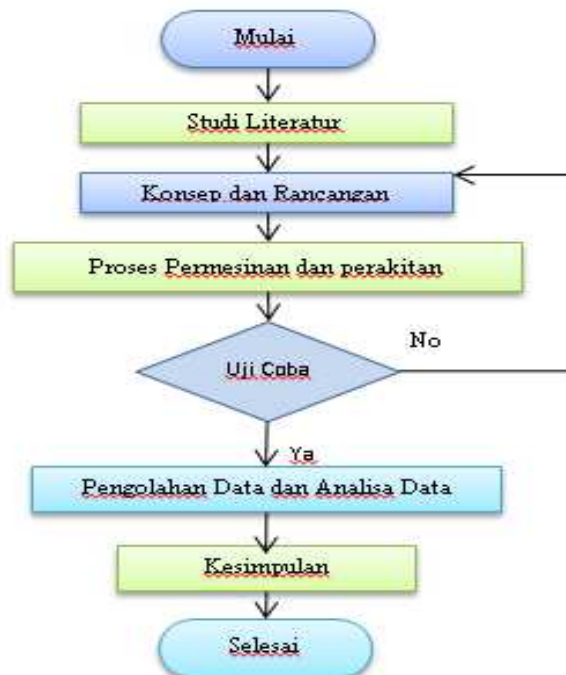 Mulai
Studi Literatur
Konsep dan Rancangan
Proses Permesinan dan perakitan
No
Uji Coba
Ya
Pengolahan Data dan Analisa Data
Kesimpulan
Selesai